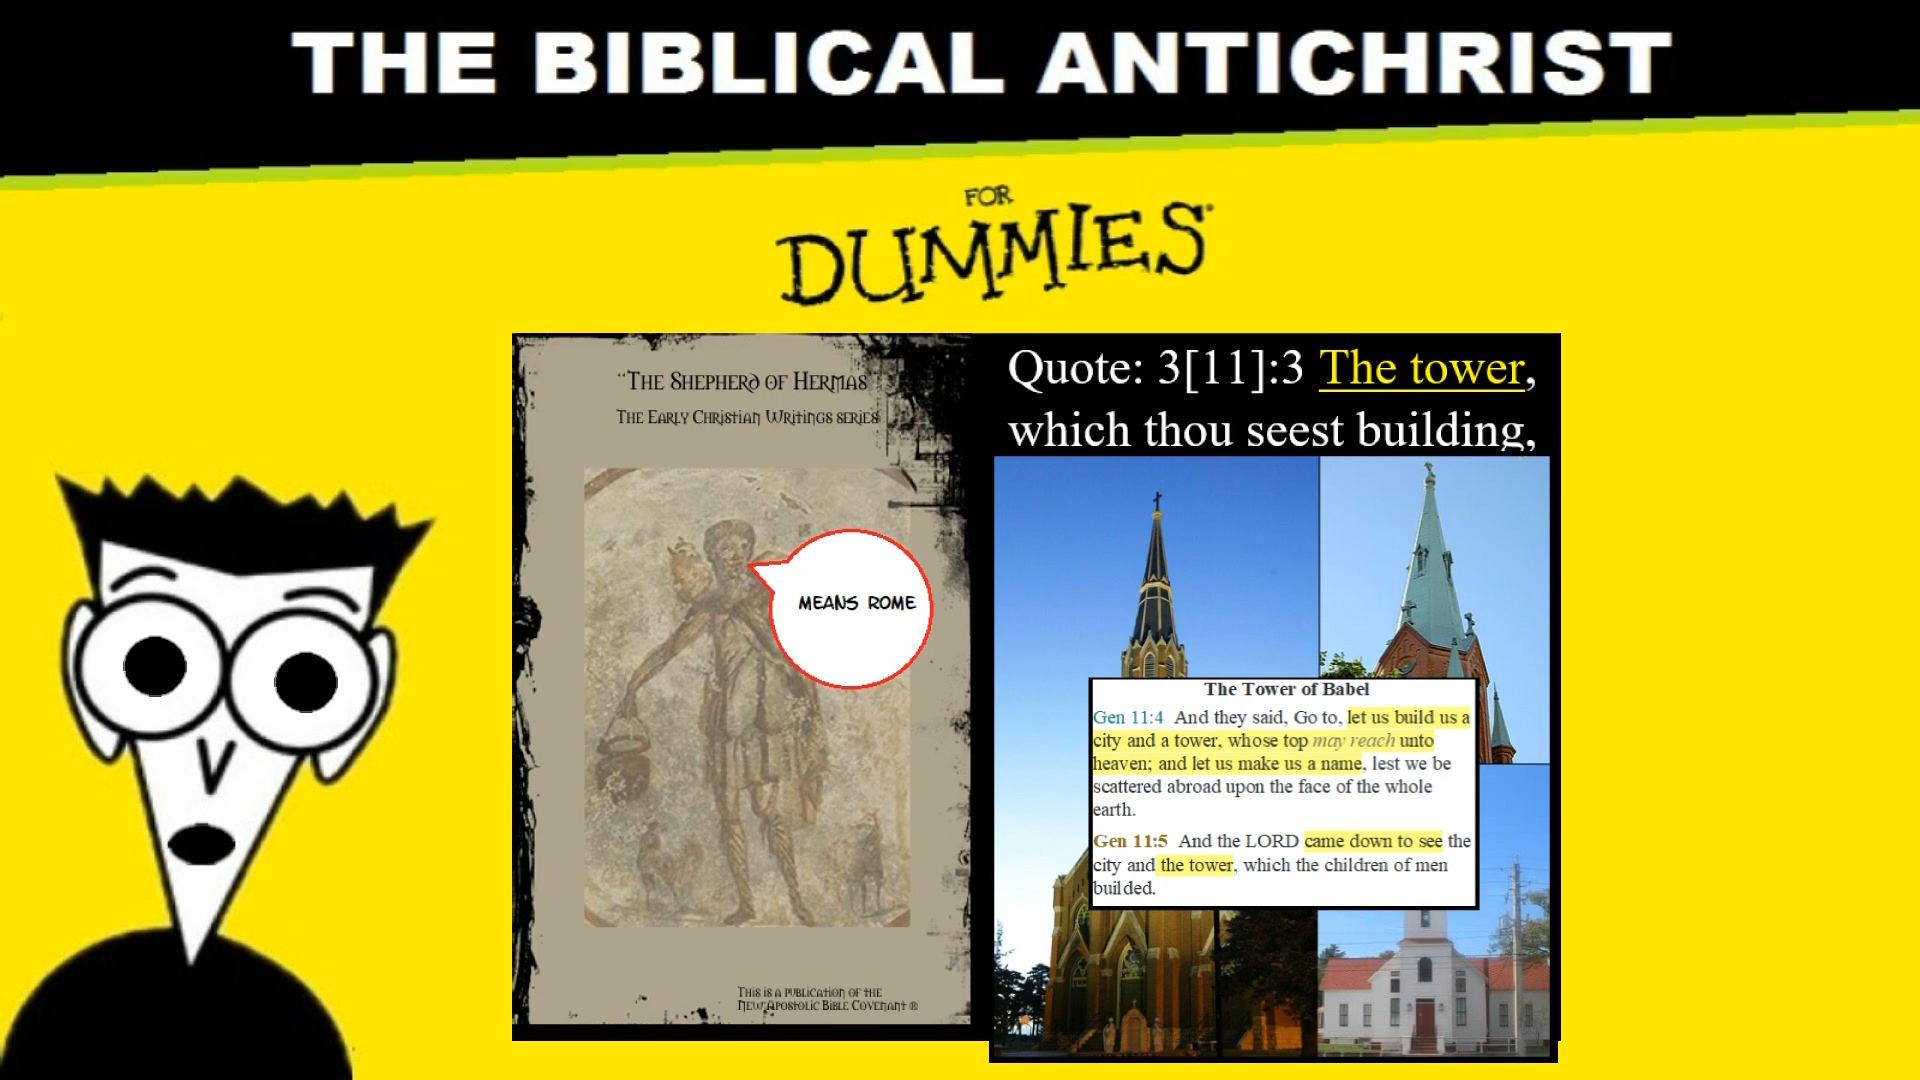 THE BIBLICAL ANTICHRIST
FOR
DUMMIES
"THE SHEPHERD OF HERMAS
THE EARLY CHRISTIAN WRITINGS SERIES
MEANS ROME
THIS IS A PUBLICATION OF THE
NEW APOSTOLIC BIBLE COVENANT ®
Quote: 3[11]:3 The tower,
which thou seest building,
The Tower of Babel
Gen 11:4 And they said, Go to, let us build us a
city and a tower, whose top may reach unto
heaven; and let us make us a name, lest we be
scattered abroad upon the face of the whole
earth.
Gen 11:5 And the LORD came down to see the
city and the tower, which the children of men
builded.